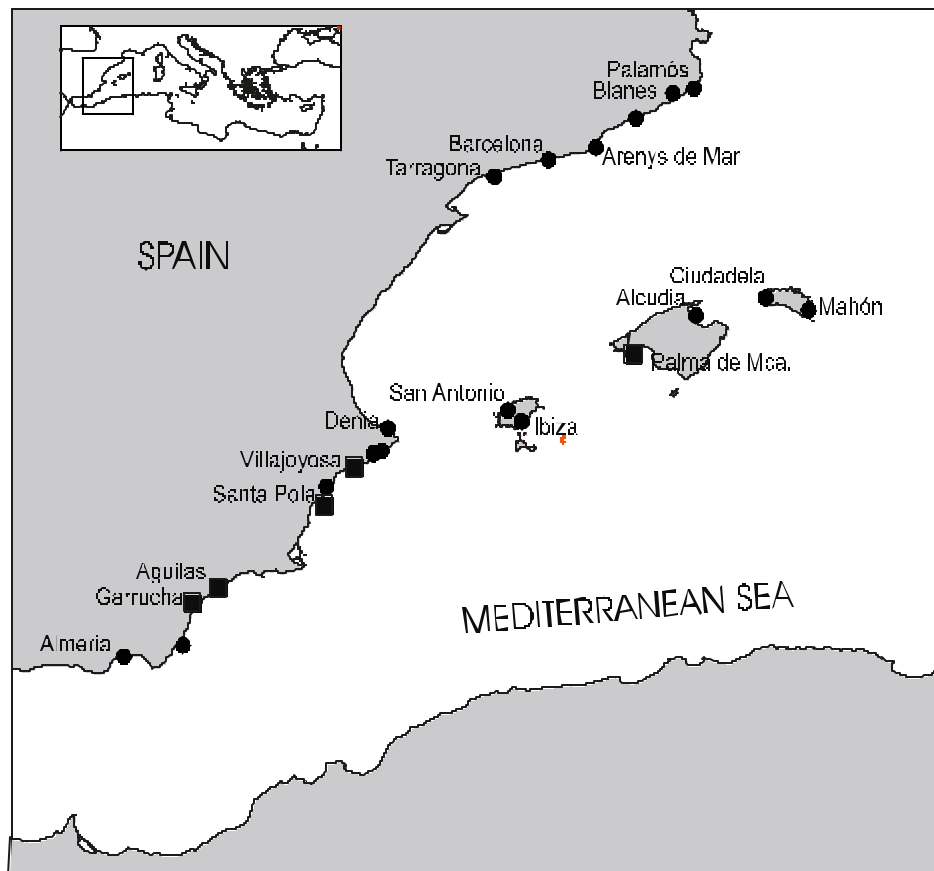 Palamós
Blanes
Barcelona
Arenys de Mar
Tarragona
SPAIN
Ciudadela
Alcudia
Mahón
Palma de Mca.
San Antonio
Denia
Ibiza
Villajoyosa
Santa Pola
Aguilas
Garrucha
MEDITERRANEAN SEA
Almeria